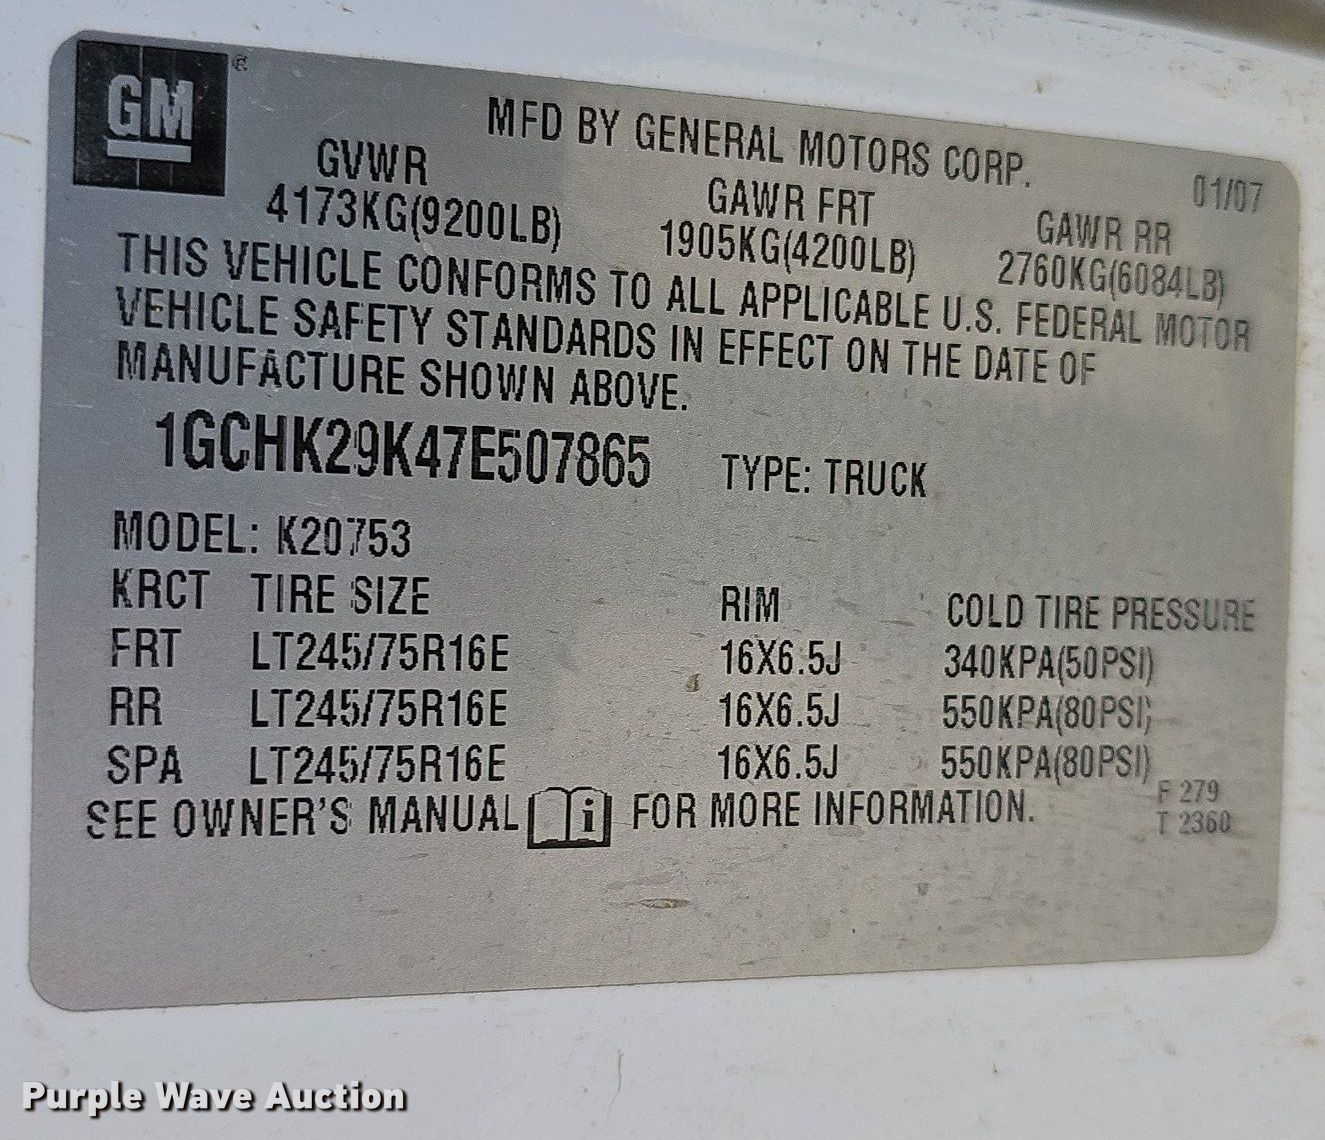 GM ®
MFD BY GENERAL MOTORS CORP.
01/07
GVWR GAWR FRT GAWR RR
4173KG(9200LB) 1905KG(4200LB) 2760KG(6084LB)
THIS VEHICLE CONFORMS TO ALL APPLICABLE U.S. FEDERAL MOTOR
VEHICLE SAFETY STANDARDS IN EFFECT ON THE DATE OF
MANUFACTURE SHOWN ABOVE.
1GCHK29K47E507865 TYPE: TRUCK
MODEL: K20753
KRCT TIRE SIZE RIM COLD TIRE PRESSURE
FRT LT245/75R16E 16X6.5J 340KPA(50PSI)
RR LT245/75R16E 16X6.5J 550KPA(80PSI)
SPA LT245/75R16E 16X6.5J 550KPA(80PSI)
SEE OWNER'S MANUAL i FOR MORE INFORMATION.
F 279
T 2360
Purple Wave Auction